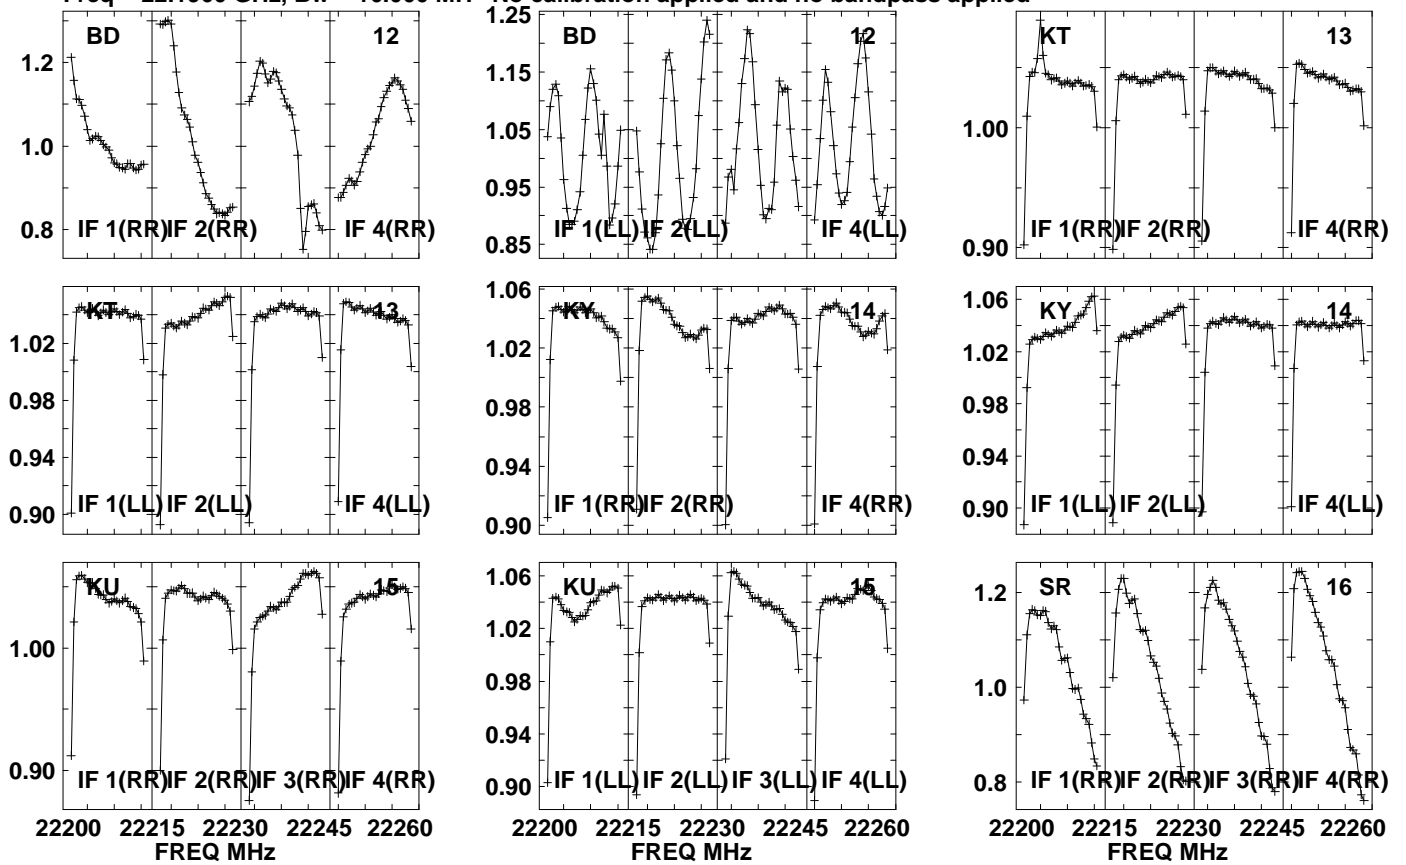 No calibration applied and no bandpass applied
BD 12
1.2
1.0
0.8
IF 1(RR) IF 2(RR) IF 4(RR)
BD 12
1.25
1.15
1.05
0.95
0.85
IF 1(LL) IF 2(LL) IF 4(LL)
KT 13
1.00
0.90
IF 1(RR) IF 2(RR) IF 4(RR)
KT 13
1.02
0.98
0.94
0.90
IF 1(LL) IF 2(LL) IF 4(LL)
KY 14
1.06
1.02
0.98
0.94
0.90
IF 1(RR) IF 2(RR) IF 4(RR)
KY 14
1.06
1.02
0.98
0.94
0.90
IF 1(LL) IF 2(LL) IF 4(LL)
KU 15
1.00
0.90
IF 1(RR) IF 2(RR) IF 3(RR) IF 4(RR)
22200 22215 22230 22245 22260
FREQ MHz
KU 15
1.06
1.02
0.98
0.94
0.90
IF 1(LL) IF 2(LL) IF 3(LL) IF 4(LL)
22200 22215 22230 22245 22260
FREQ MHz
SR 16
1.2
1.0
0.8
IF 1(RR) IF 2(RR) IF 3(RR) IF 4(RR)
22200 22215 22230 22245 22260
FREQ MHz